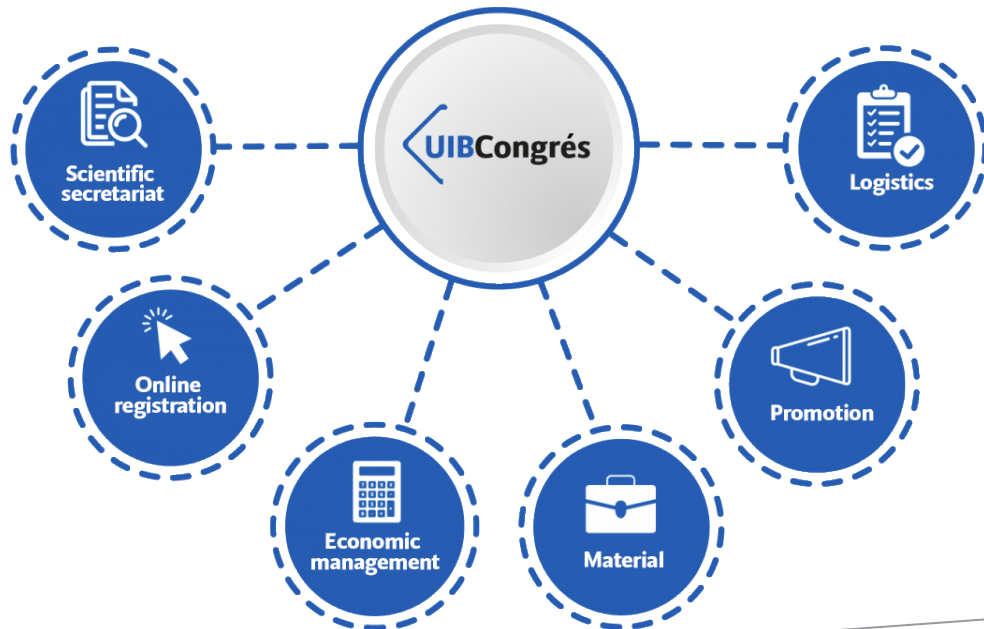 UIBCongrés
Scientific
secretariat
Logistics
Online
registration
Promotion
Economic
management
Material